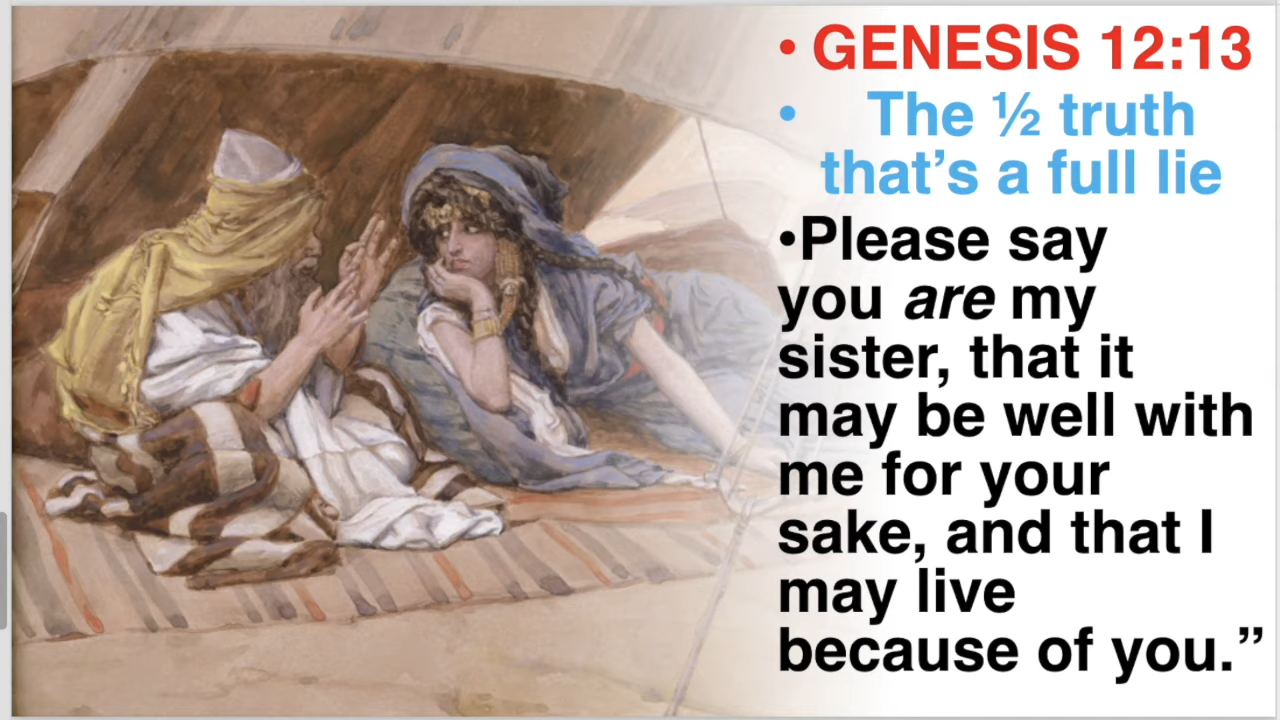 • GENESIS 12:13
• The ½ truth
that’s a full lie
•Please say
you are my
sister, that it
may be well with
me for your
sake, and that I
may live
because of you.”